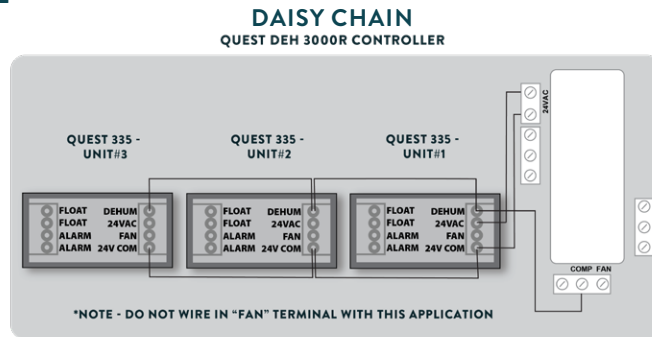 DAISY CHAIN
QUEST DEH 3000R CONTROLLER
QUEST 335 -
UNIT#3
QUEST 335 -
UNIT#2
QUEST 335 -
UNIT#1
24VAC
FLOAT DEHUM
FLOAT 24VAC
ALARM FAN
ALARM 24V COM
FLOAT DEHUM
FLOAT 24VAC
ALARM FAN
ALARM 24V COM
FLOAT DEHUM
FLOAT 24VAC
ALARM FAN
ALARM 24V COM
COMP FAN
*NOTE - DO NOT WIRE IN “FAN” TERMINAL WITH THIS APPLICATION